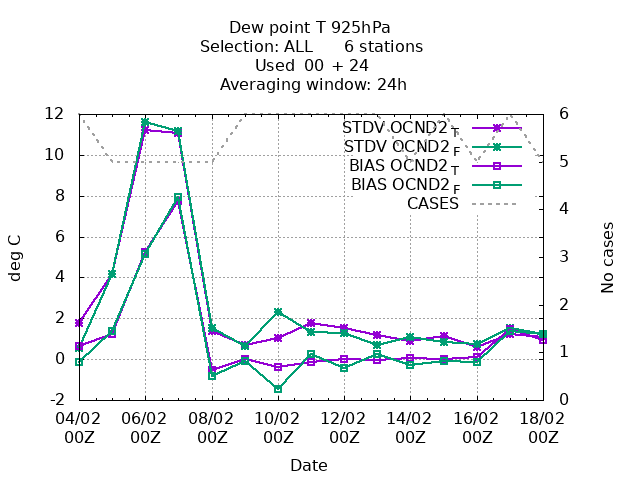 Dew point T 925hPa
Selection: ALL 6 stations
Used 00 + 24
Averaging window: 24h
STDV OCND2 T
STDV OCND2 F
BIAS OCND2 T
BIAS OCND2 F
CASES
12
10
8
6
4
2
0
-2
deg C
6
5
4
3
2
1
0
No cases
04/02 06/02 08/02 10/02 12/02 14/02 16/02 18/02
00Z 00Z 00Z 00Z 00Z 00Z 00Z 00Z
Date